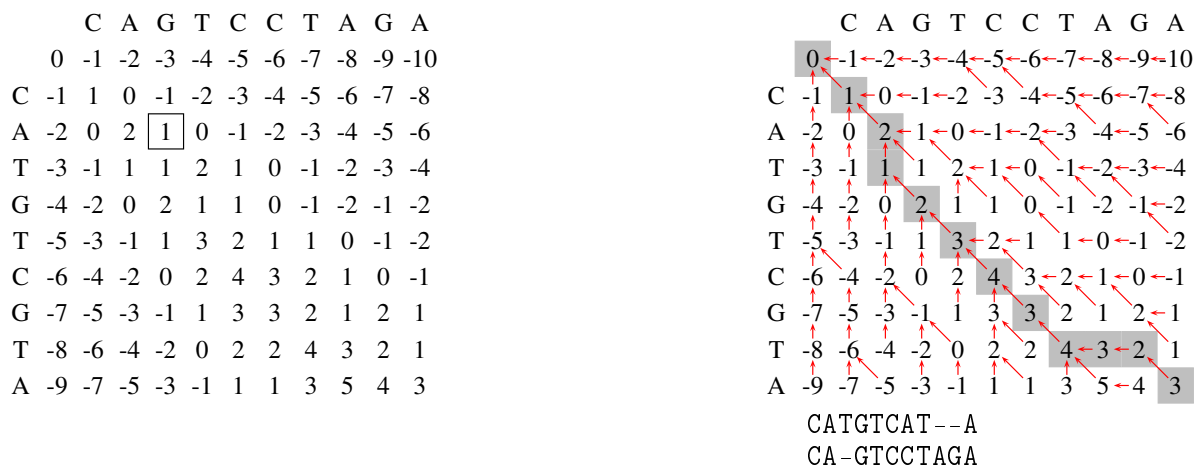 C A G T C C T A G A
0 -1 -2 -3 -4 -5 -6 -7 -8 -9 -10
C -1 1 0 -1 -2 -3 -4 -5 -6 -7 -8
A -2 0 2 1 0 -1 -2 -3 -4 -5 -6
T -3 -1 1 1 2 1 0 -1 -2 -3 -4
G -4 -2 0 2 1 1 0 -1 -2 -1 -2
T -5 -3 -1 1 3 2 1 1 0 -1 -2
C -6 -4 -2 0 2 4 3 2 1 0 -1
G -7 -5 -3 -1 1 3 3 2 1 2 1
T -8 -6 -4 -2 0 2 2 4 3 2 1
A -9 -7 -5 -3 -1 1 1 3 5 4 3
C A G T C C T A G A
0 -1 -2 -3 -4 -5 -6 -7 -8 -9 -10
C -1 1 0 -1 -2 -3 -4 -5 -6 -7 -8
A -2 0 2 1 0 -1 -2 -3 -4 -5 -6
T -3 -1 1 1 2 1 0 -1 -2 -3 -4
G -4 -2 0 2 1 1 0 -1 -2 -1 -2
T -5 -3 -1 1 3 2 1 1 0 -1 -2
C -6 -4 -2 0 2 4 3 2 1 0 -1
G -7 -5 -3 -1 1 3 3 2 1 2 1
T -8 -6 -4 -2 0 2 2 4 3 2 1
A -9 -7 -5 -3 -1 1 1 3 5 4 3
CATGTCAT--A
CA-GTCCTAGA